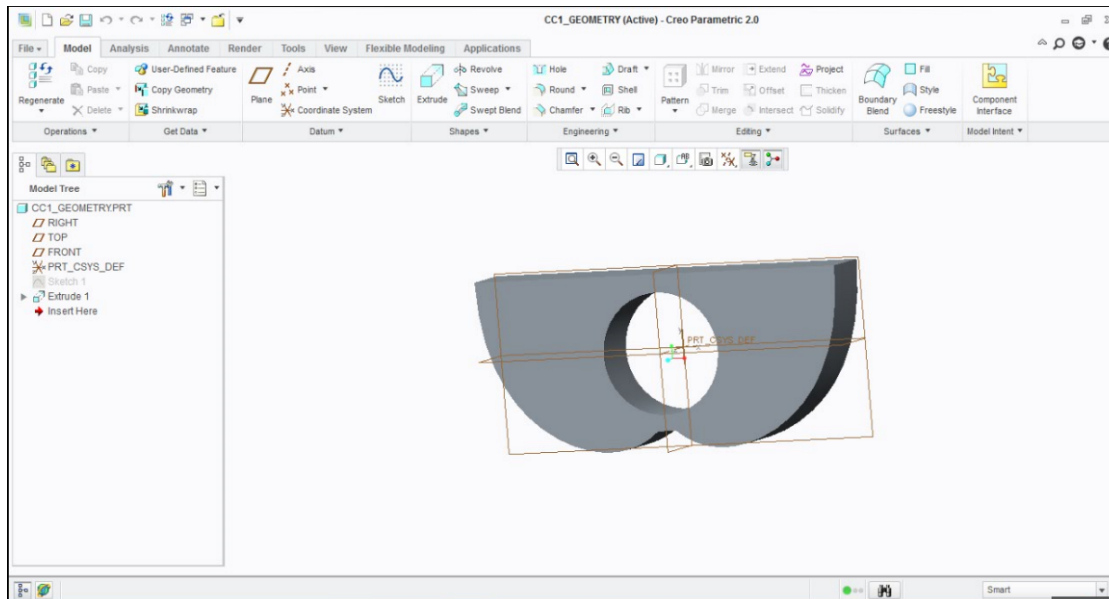 CC1_GEOMETRY (Active) - Creo Parametric 2.0
File Model Analysis Annotate Render Tools View Flexible Modeling Applications
Regenerate
Copy
Paste
Delete
User-Defined Feature
Copy Geometry
Shrinkwrap
Plane
Axis
Point
Coordinate System
Sketch
Extrude
Revolve
Sweep
Swept Blend
Hole
Round
Chamfer
Draft
Shell
Rib
Pattern
Mirror
Extend
Project
Trim
Offset
Thicken
Merge
Intersect
Solidify
Boundary
Blend
Fill
Style
Freestyle
Component
Interface
Operations Get Data Datum Shapes Engineering Editing Surfaces Model Intent
Model Tree
CC1_GEOMETRY.PRT
RIGHT
TOP
FRONT
PRT_CSYS_DEF
Sketch 1
Extrude 1
Insert Here
PRT_CSYS_DEF
Smart